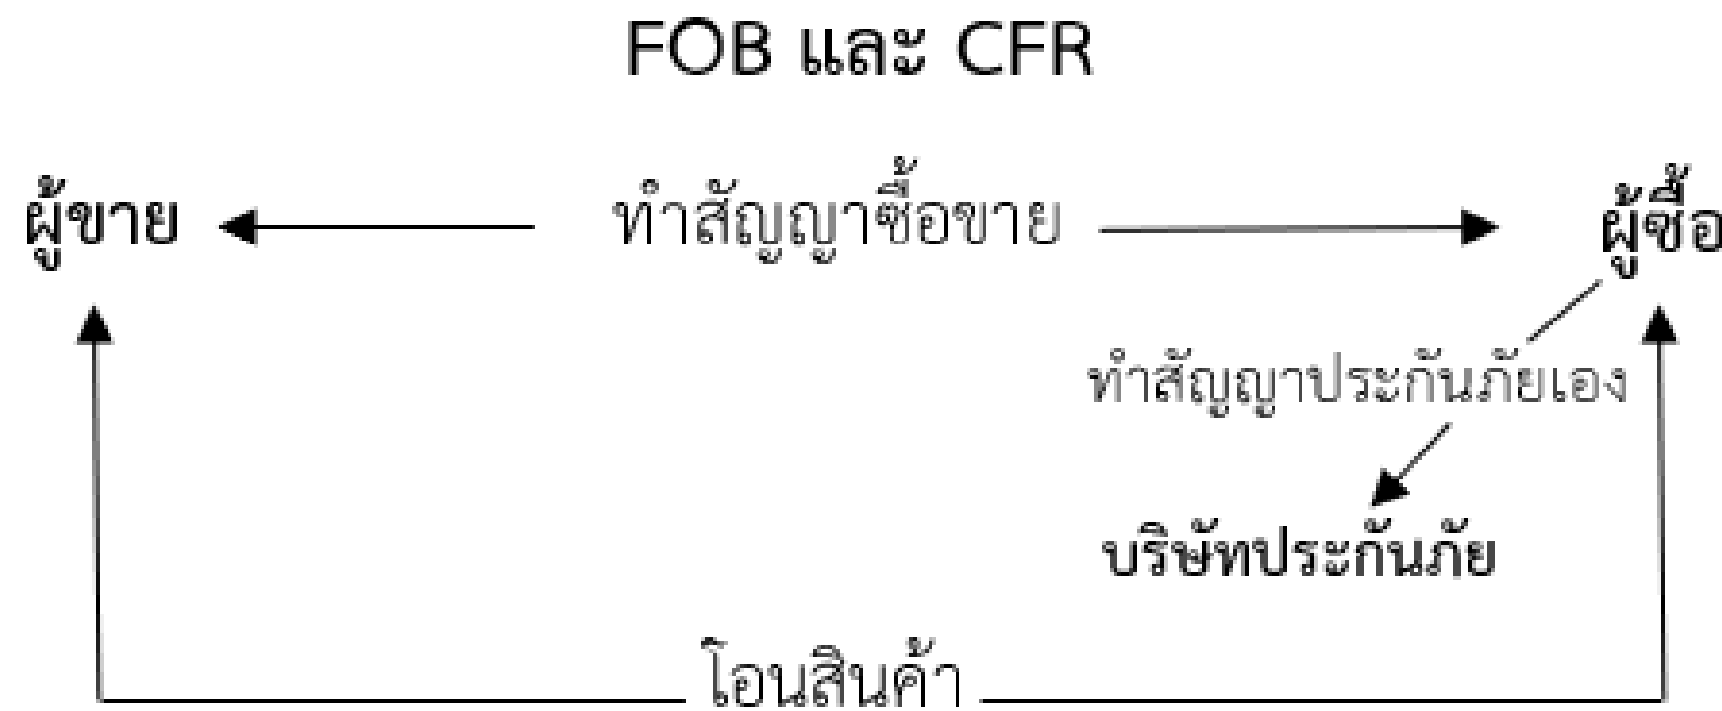 FOB และ CFR
ผู้ขาย ทำสัญญาซื้อขาย ผู้ซื้อ
ทำสัญญาประกันภัยเอง
บริษัทประกันภัย
โอนสินค้า